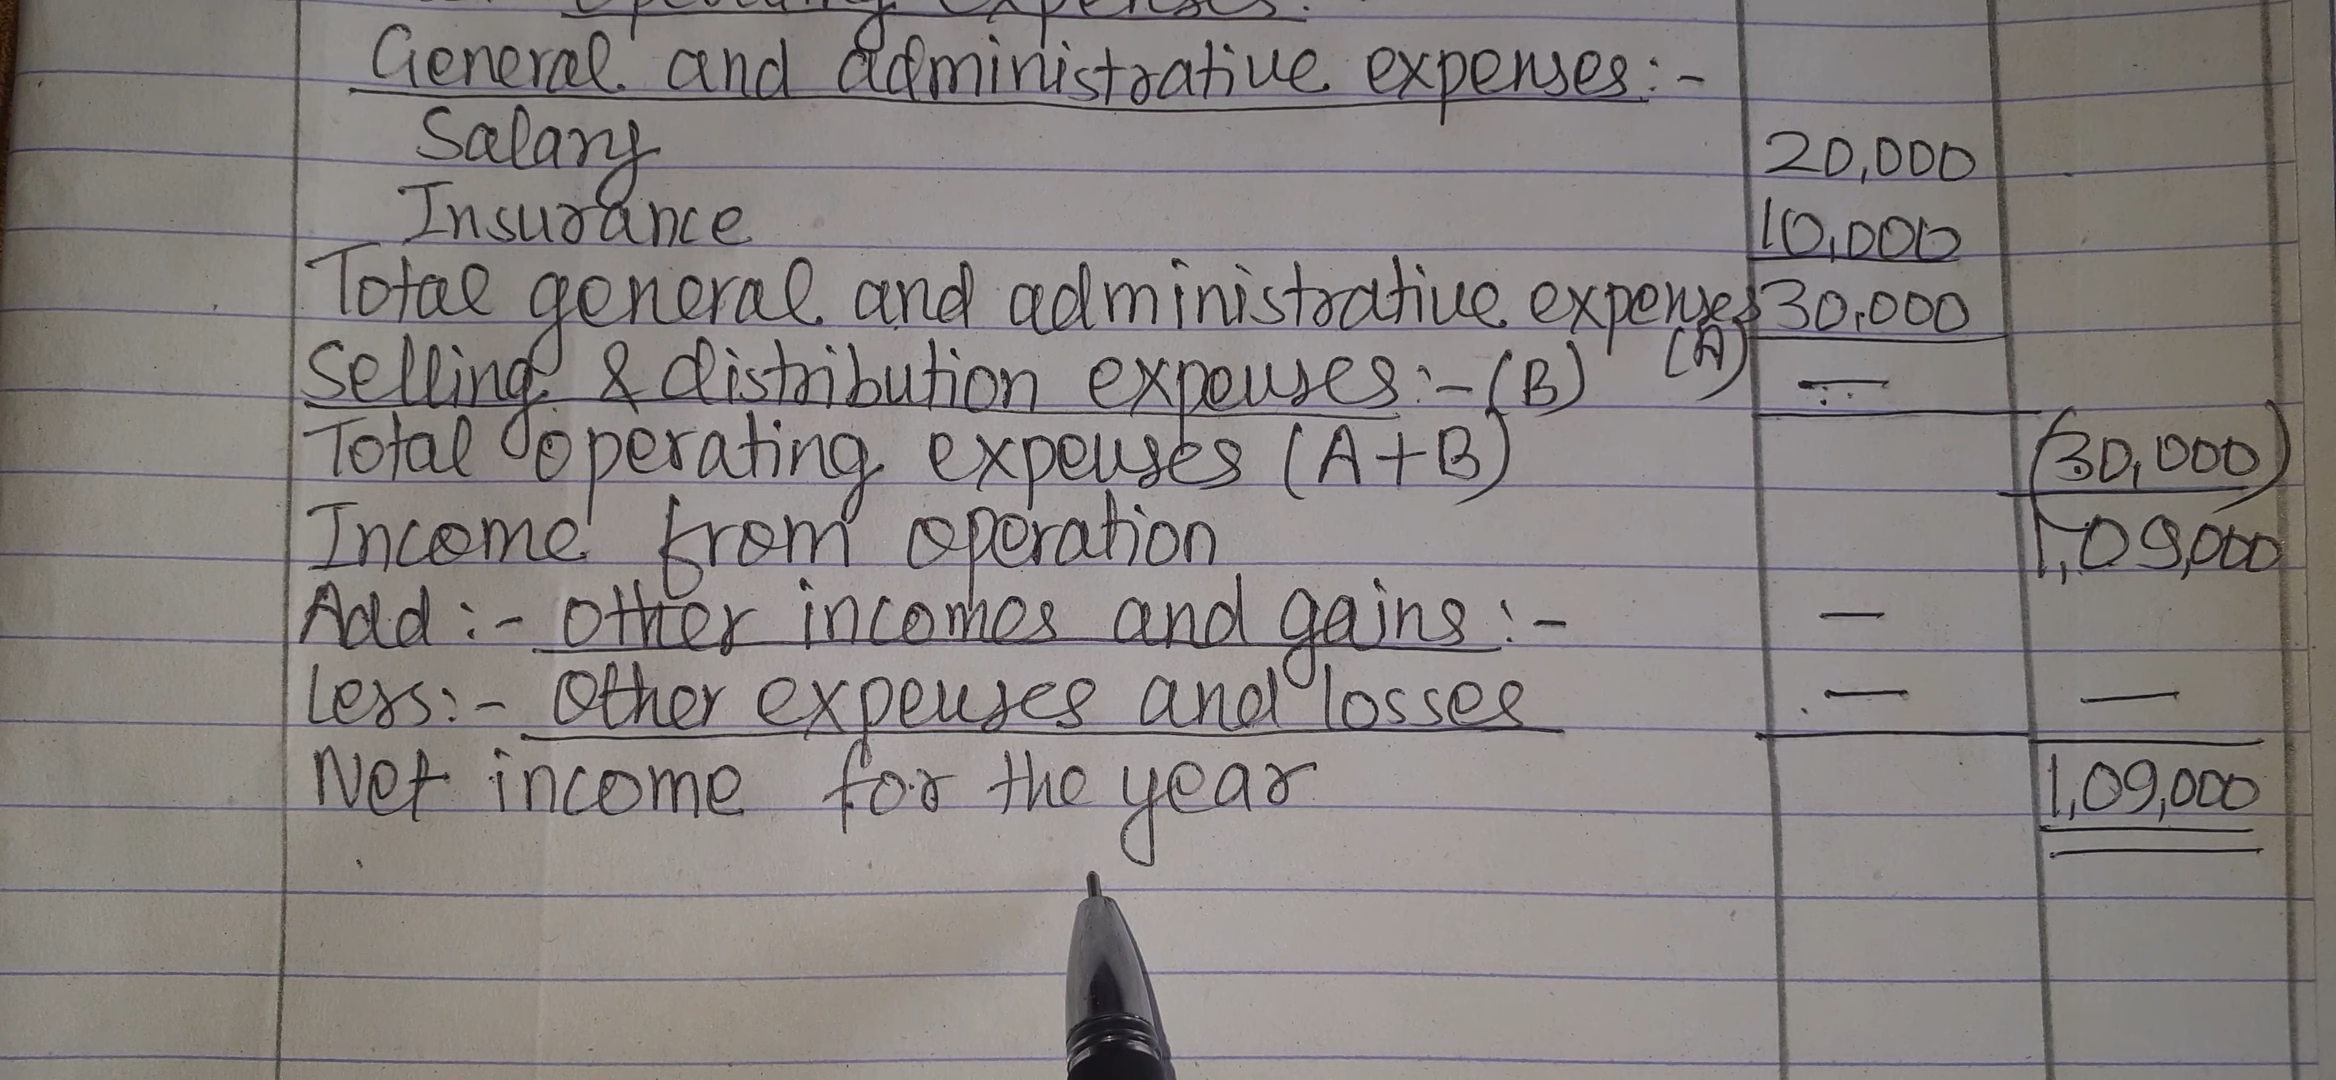 Operating expenses:
General and administrative expenses:-
Salary 20,000
Insurance 10,000
Total general and administrative expenses (A) 30,000
Selling & distribution expenses:-(B) —
Total operating expenses (A+B) (30,000)
Income from operation 1,09,000
Add:- Other incomes and gains:- —
Less:- Other expenses and losses — —
Net income for the year 1,09,000